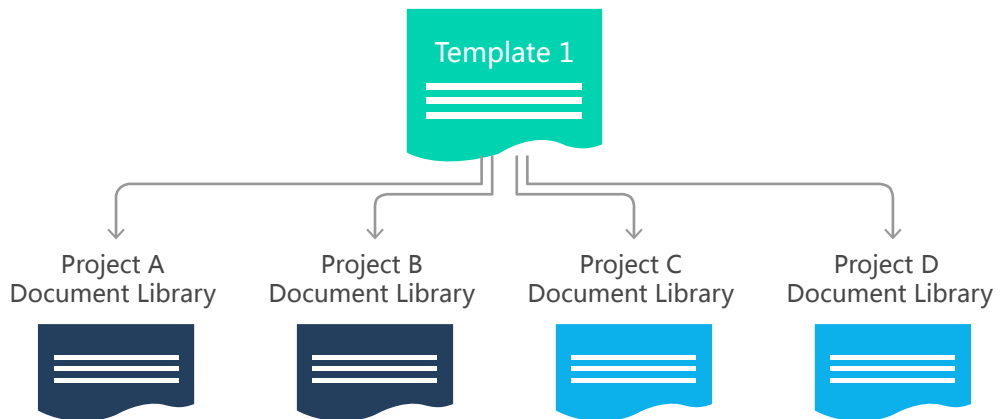 Template 1
Project A
Document Library
Project B
Document Library
Project C
Document Library
Project D
Document Library